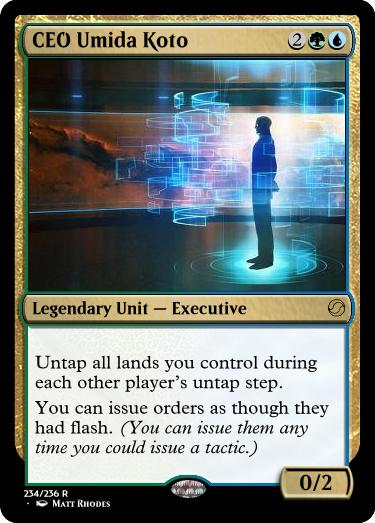 CEO Umida Koto 2
Legendary Unit — Executive
Untap all lands you control during
each other player's untap step.
You can issue orders as though they
had flash. (You can issue them any
time you could issue a tactic.)
0/2
234/236 R
· Matt Rhodes